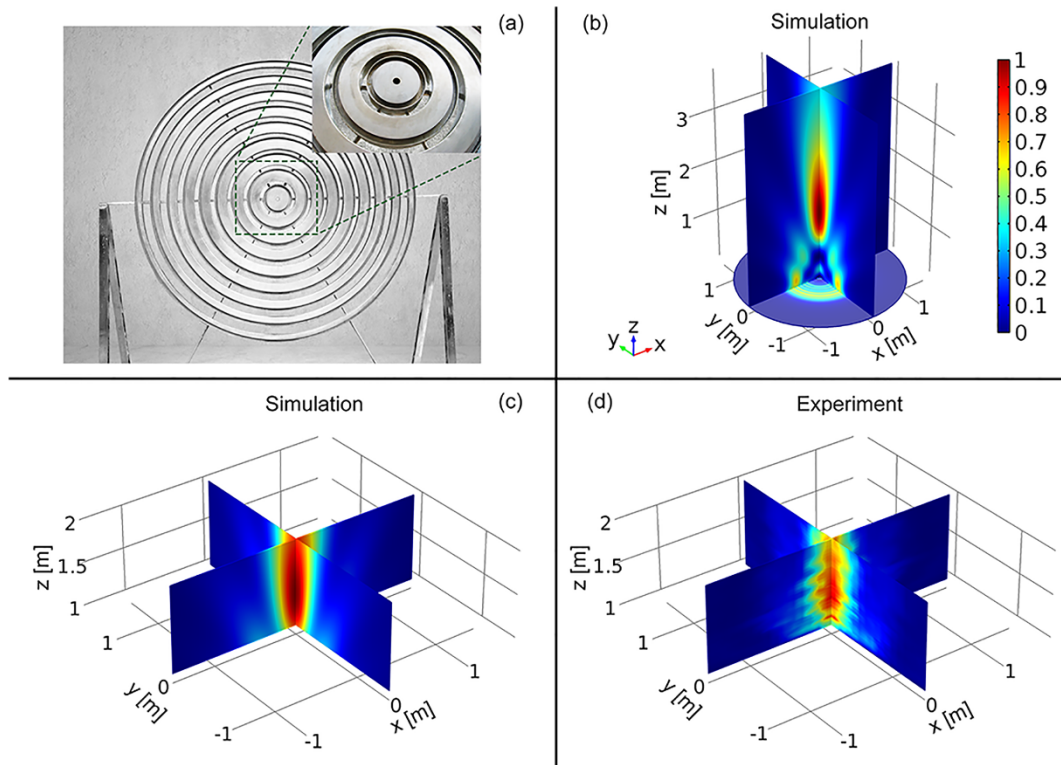 (a)
(b)
Simulation
3
2
1
z [m]
1
0
-1
y [m]
-1
0
1
x [m]
z
y
x
1
0.9
0.8
0.7
0.6
0.5
0.4
0.3
0.2
0.1
0
Simulation
(c)
2
1.5
1
z [m]
1
0
-1
y [m]
-1
0
1
x [m]
Experiment
(d)
2
1.5
1
z [m]
1
0
-1
y [m]
-1
0
1
x [m]